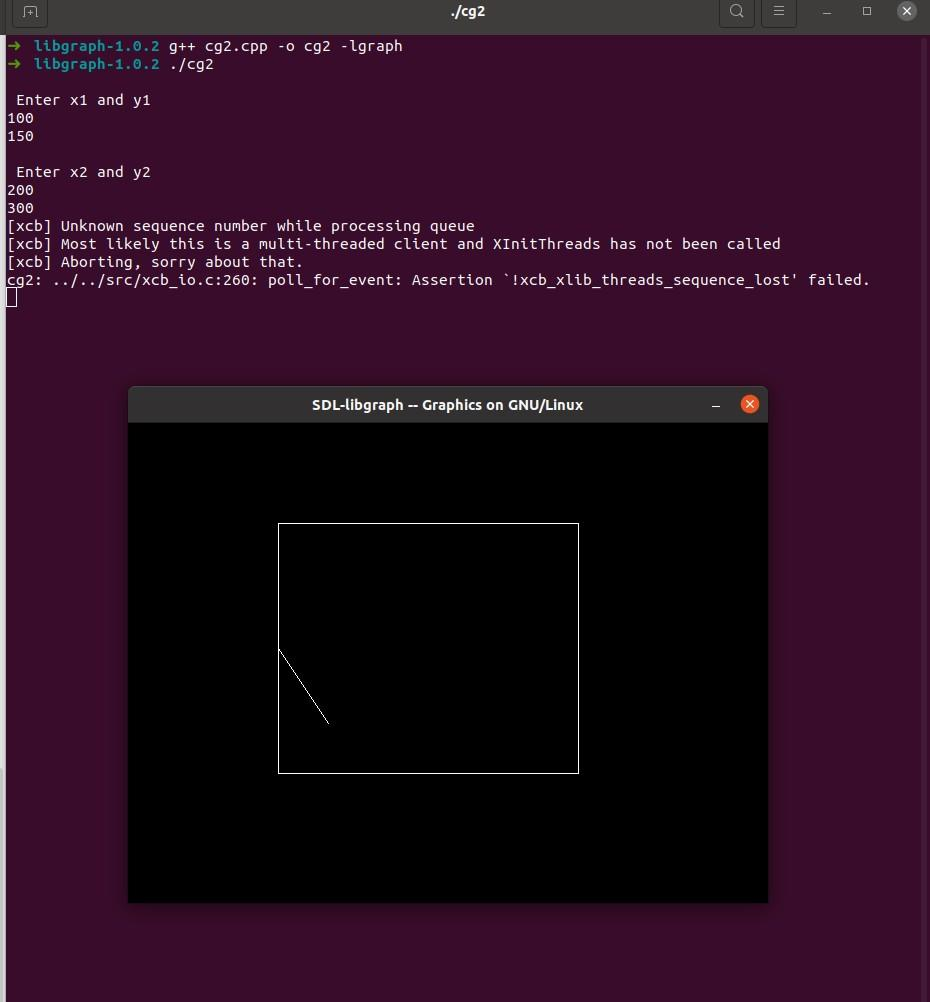 ./cg2
➜ libgraph-1.0.2 g++ cg2.cpp -o cg2 -lgraph
➜ libgraph-1.0.2 ./cg2
Enter x1 and y1
100
150
Enter x2 and y2
200
300
[xcb] Unknown sequence number while processing queue
[xcb] Most likely this is a multi-threaded client and XInitThreads has not been called
[xcb] Aborting, sorry about that.
cg2: ../../src/xcb_io.c:260: poll_for_event: Assertion `!xcb_xlib_threads_sequence_lost' failed.
SDL-libgraph -- Graphics on GNU/Linux